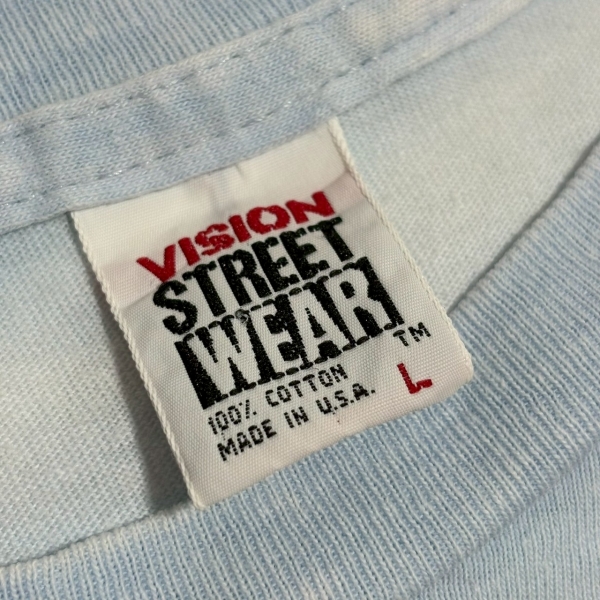 VISION
STREET
WEAR
TM
100% COTTON
MADE IN U.S.A.
L